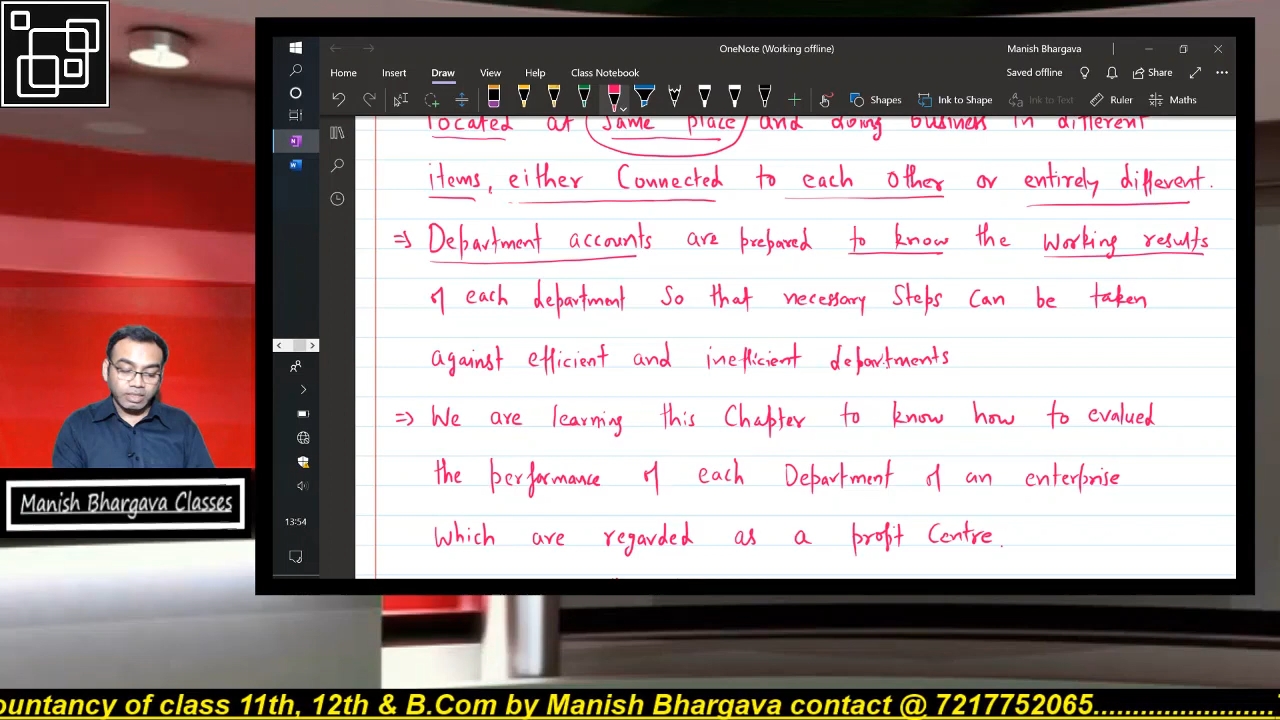 OneNote (Working offline)
Manish Bhargava
Home Insert Draw View Help Class Notebook
Saved offline
Share
Shapes
Ink to Shape
Ink to Text
Ruler
Maths
located at same place and doing business in different
items, either Connected to each other or entirely different.
⇒ Department accounts are prepared to know the working results
of each department So that necessary Steps Can be taken
against efficient and inefficient departments
⇒ We are learning this Chapter to know how to evalued
the performance of each Department of an enterprise
which are regarded as a profit Centre.
Manish Bhargava Classes
13:54
ountancy of class 11th, 12th & B.Com by Manish Bhargava contact @ 7217752065